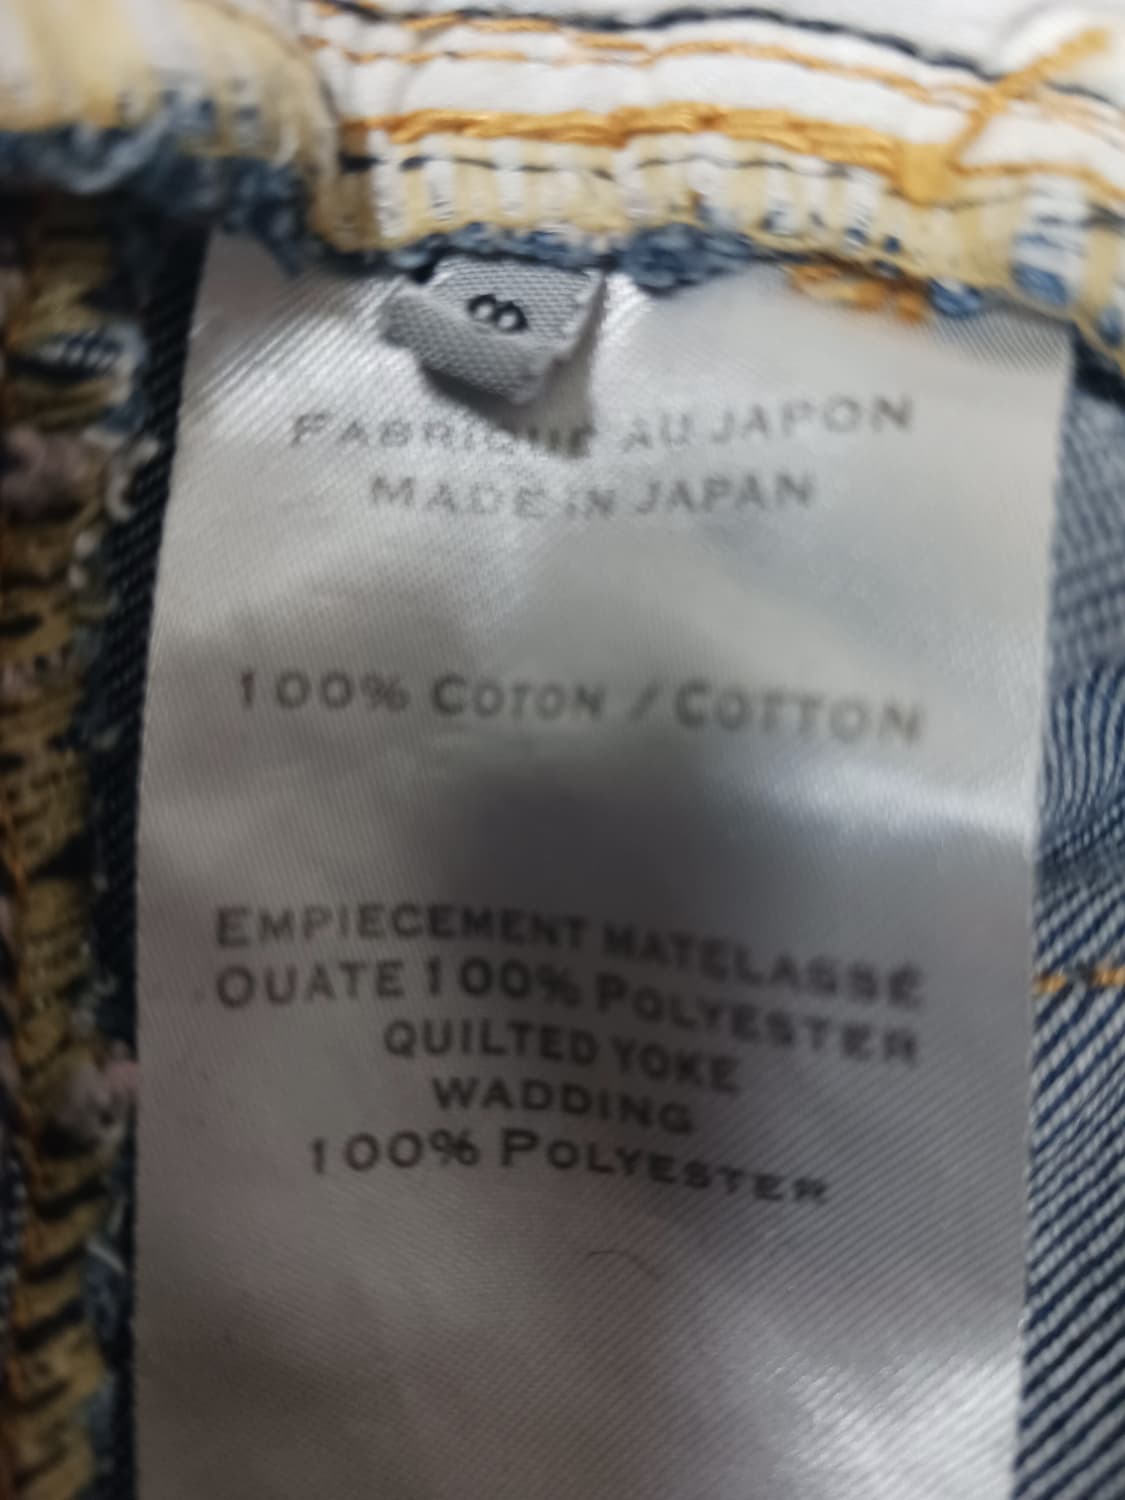 8
FABRIQUE AU JAPON
MADE IN JAPAN
100% COTON / COTTON
EMPIECEMENT MATELASSÉ
OUATE 100% POLYESTER
QUILTED YOKE
WADDING
100% POLYESTER